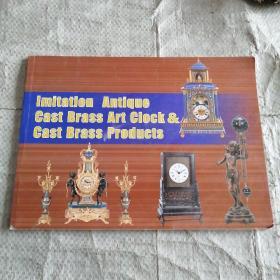 Imitation Antique
Cast Brass Art Clock &
Cast Brass Products